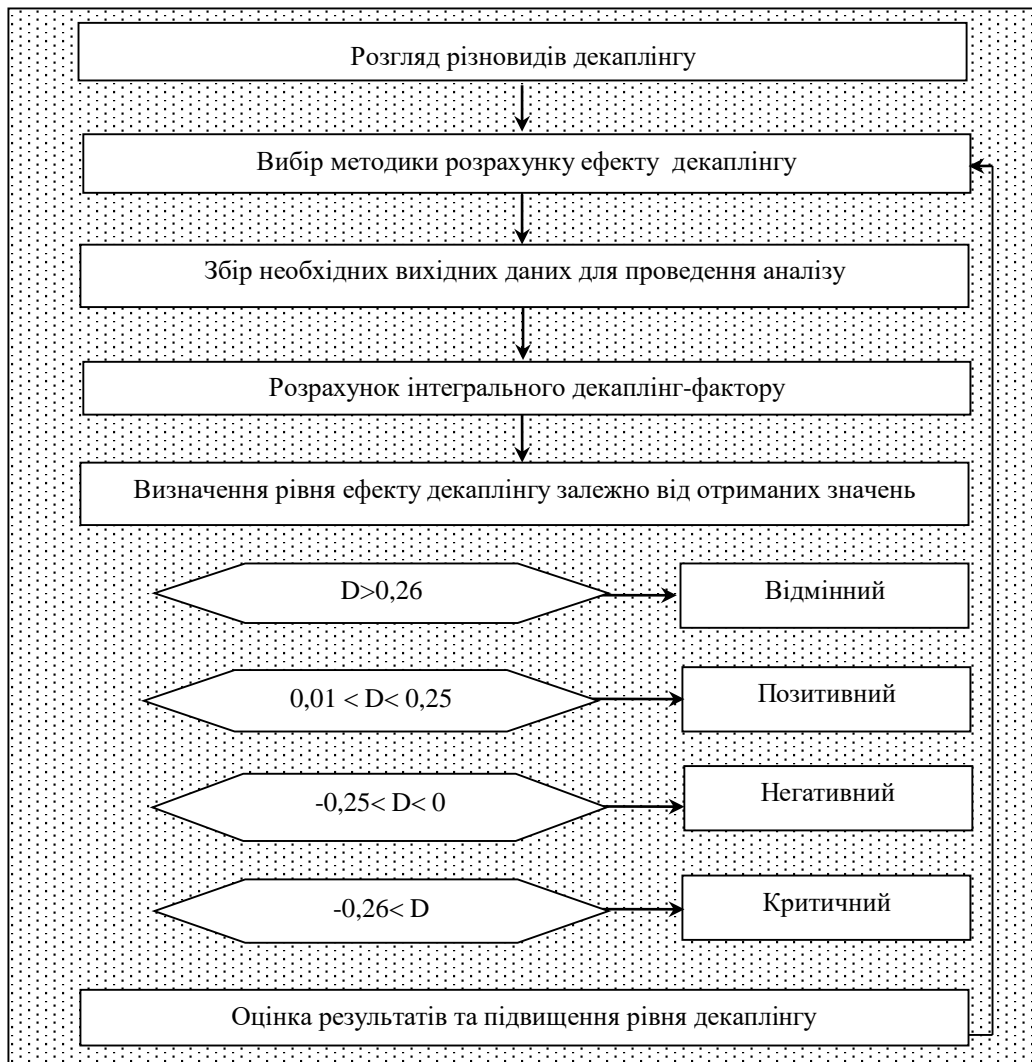 Розгляд різновидів декаплінгу
Вибір методики розрахунку ефекту декаплінгу
Збір необхідних вихідних даних для проведення аналізу
Розрахунок інтегрального декаплінг-фактору
Визначення рівня ефекту декаплінгу залежно від отриманих значень
D>0,26
Відмінний
0,01 < D< 0,25
Позитивний
-0,25< D< 0
Негативний
-0,26< D
Критичний
Оцінка результатів та підвищення рівня декаплінгу